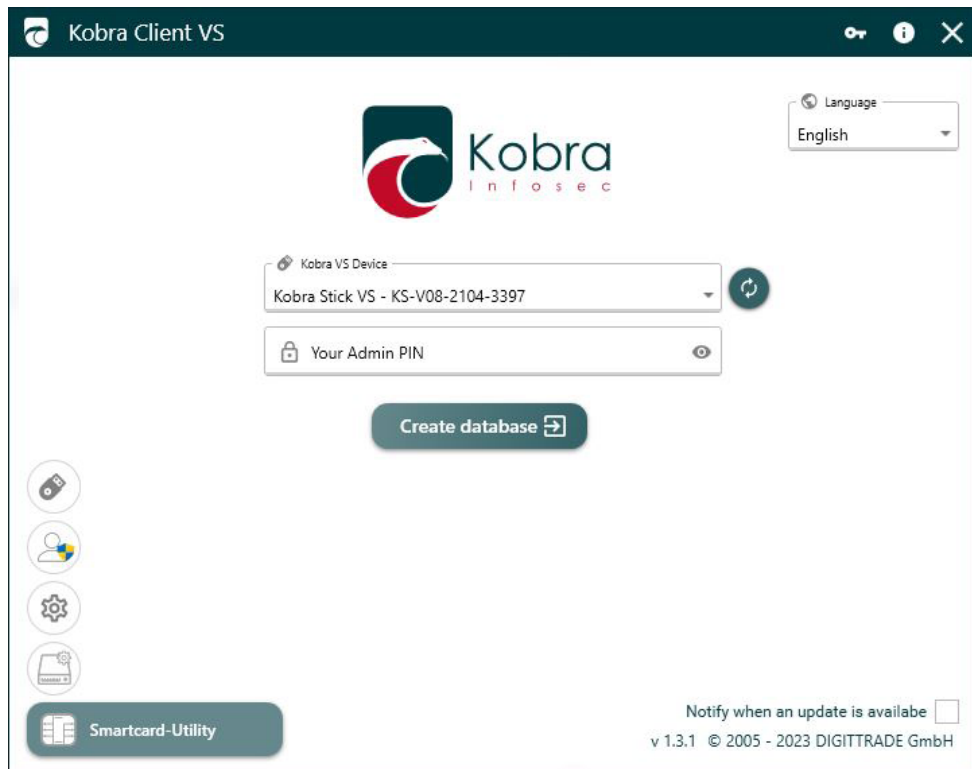 Kobra Client VS
Language
English
Kobra
Infosec
Kobra VS Device
Kobra Stick VS - KS-V08-2104-3397
Your Admin PIN
Create database
Smartcard-Utility
Notify when an update is availabe
v 1.3.1 © 2005 - 2023 DIGITTRADE GmbH